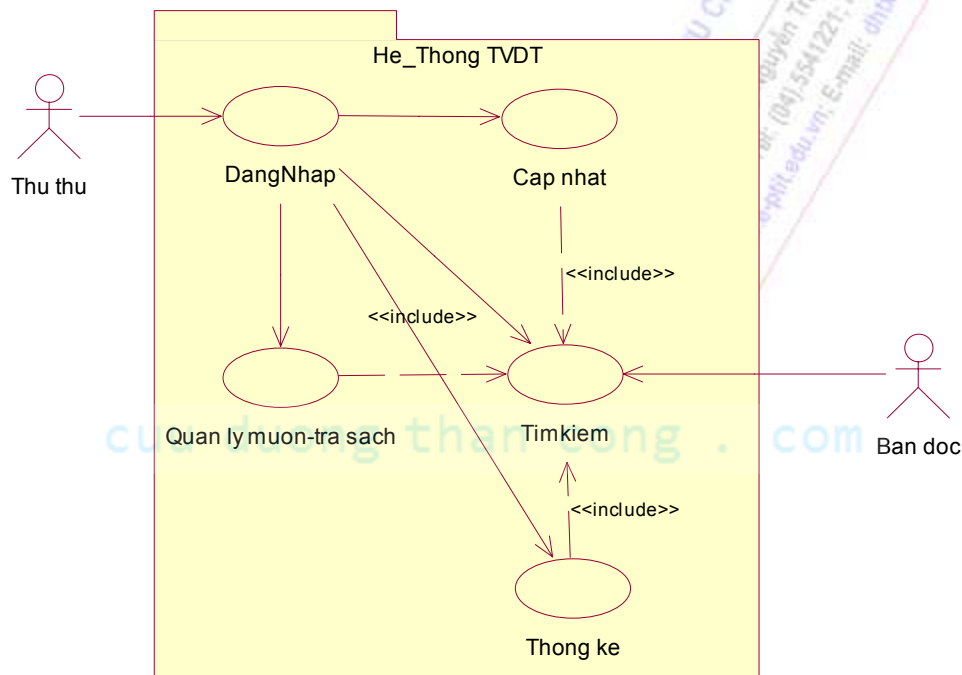 He_Thong TVDT
Thu thu
DangNhap
Cap nhat
<<include>>
<<include>>
Quan ly muon-tra sach
Timkiem
Ban doc
cuu duong than cong . com
<<include>>
Thong ke